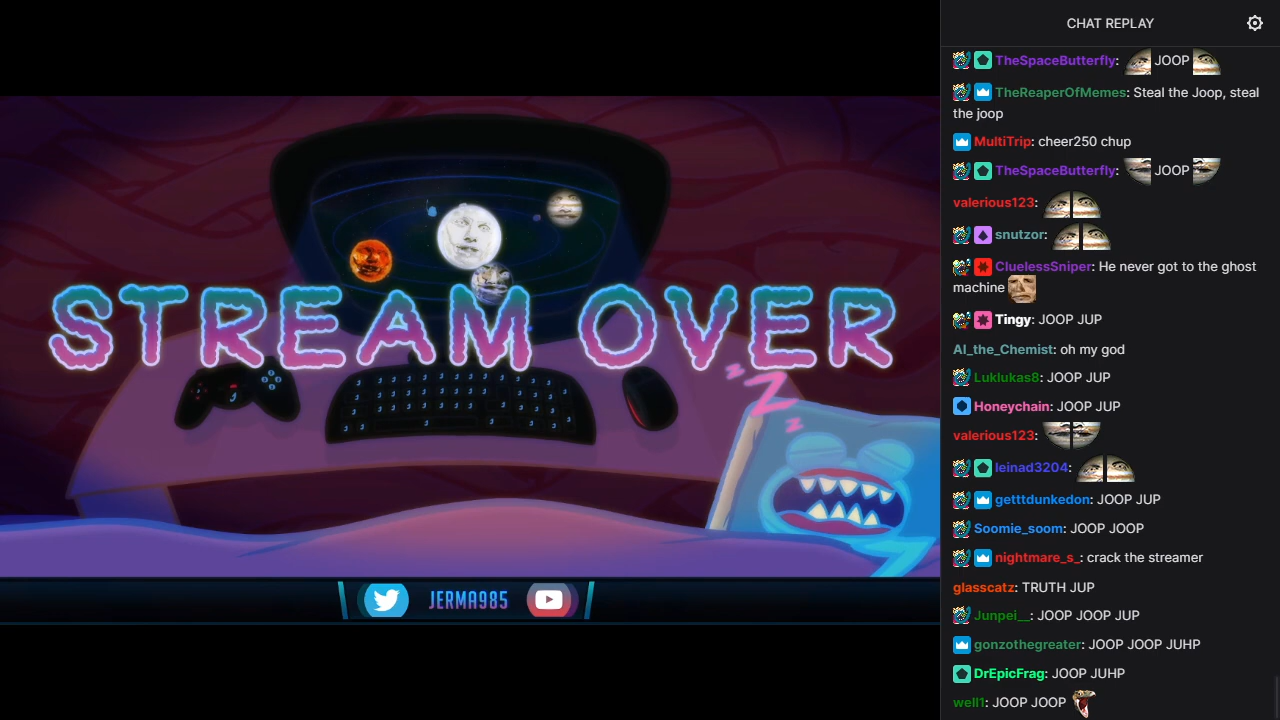 CHAT REPLAY
TheSpaceButterfly: JOOP
TheReaperOfMemes: Steal the Joop, steal
the joop
MultiTrip: cheer250 chup
TheSpaceButterfly: JOOP
valerious123:
snutzor:
CluelessSniper: He never got to the ghost
machine
Tingy: JOOP JUP
AI_the_Chemist: oh my god
Luklukas8: JOOP JUP
Honeychain: JOOP JUP
valerious123:
leinad3204:
getttdunkedon: JOOP JUP
Soomie_soom: JOOP JOOP
nightmare_s_: crack the streamer
glasscatz: TRUTH JUP
Junpei__: JOOP JOOP JUP
gonzothegreater: JOOP JOOP JUHP
DrEpicFrag: JOOP JUHP
well1: JOOP JOOP
STREAM OVER
z
Z
z
JERMA985